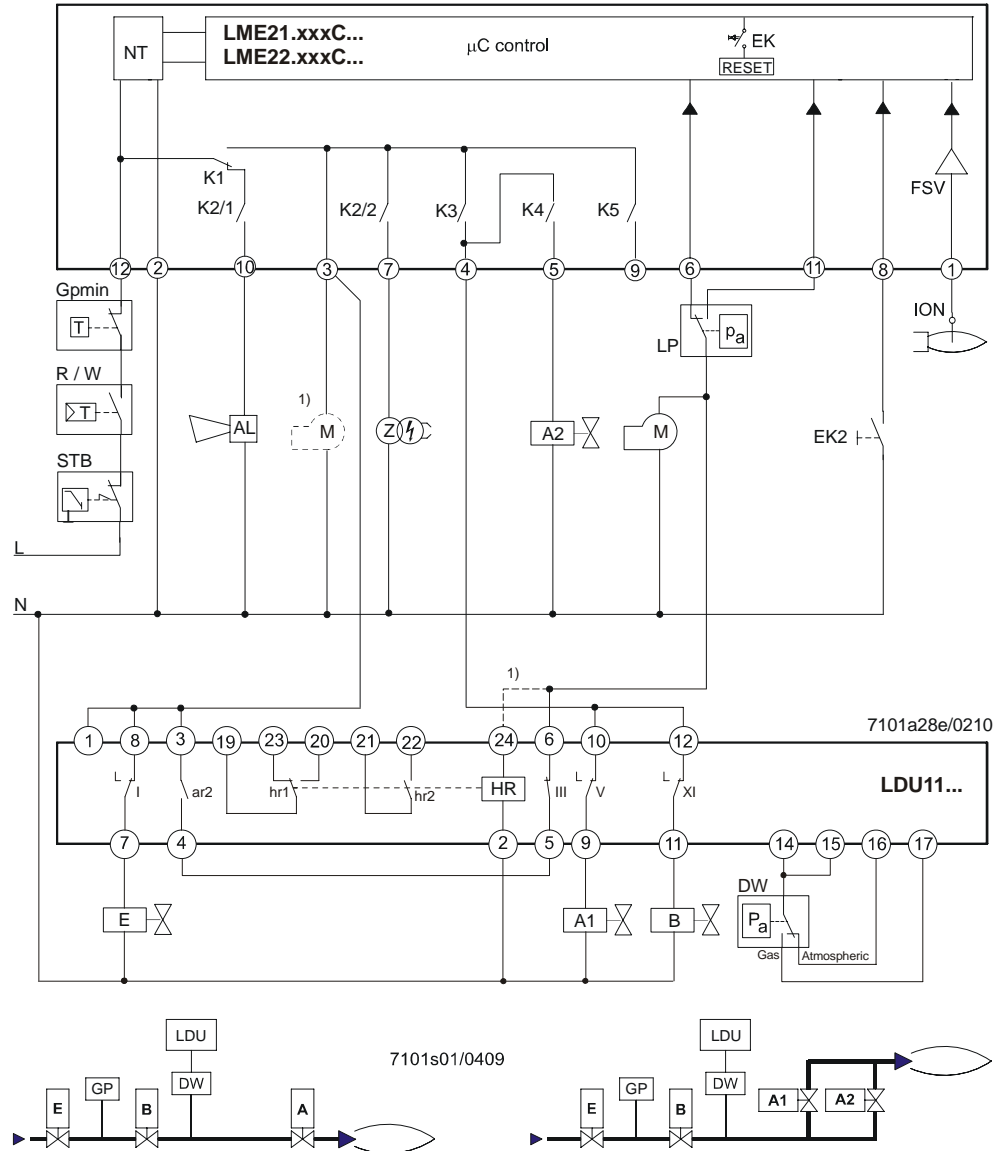 LME21.xxxC...
LME22.xxxC...
NT
µC control
EK
RESET
FSV
K1
K2/1
K2/2
K3
K4
K5
12
2
10
3
7
4
5
9
6
11
8
1
Gpmin
T
R / W
T
STB
L
AL
1)
M
Z
A2
M
LP
pa
ION
EK2
N
1)
7101a28e/0210
1
8
3
19
23
20
21
22
24
6
10
12
LDU11...
L
I
ar2
hr1
hr2
HR
III
L
V
L
XI
7
4
2
5
9
11
14
15
16
17
E
A1
B
DW
Pa
Gas
Atmospheric
LDU
7101s01/0409
LDU
E
GP
B
DW
A
E
GP
B
DW
A1
A2